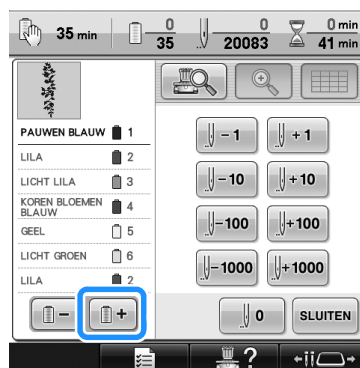 35 min
0
35
0
20083
0 min
41 min
PAUWEN BLAUW 1
LILA 2
LICHT LILA 3
KOREN BLOEMEN
BLAUW 4
GEEL 5
LICHT GROEN 6
LILA 2
- 1
+ 1
- 10
+ 10
- 100
+ 100
- 1000
+ 1000
-
+
0
SLUITEN
?